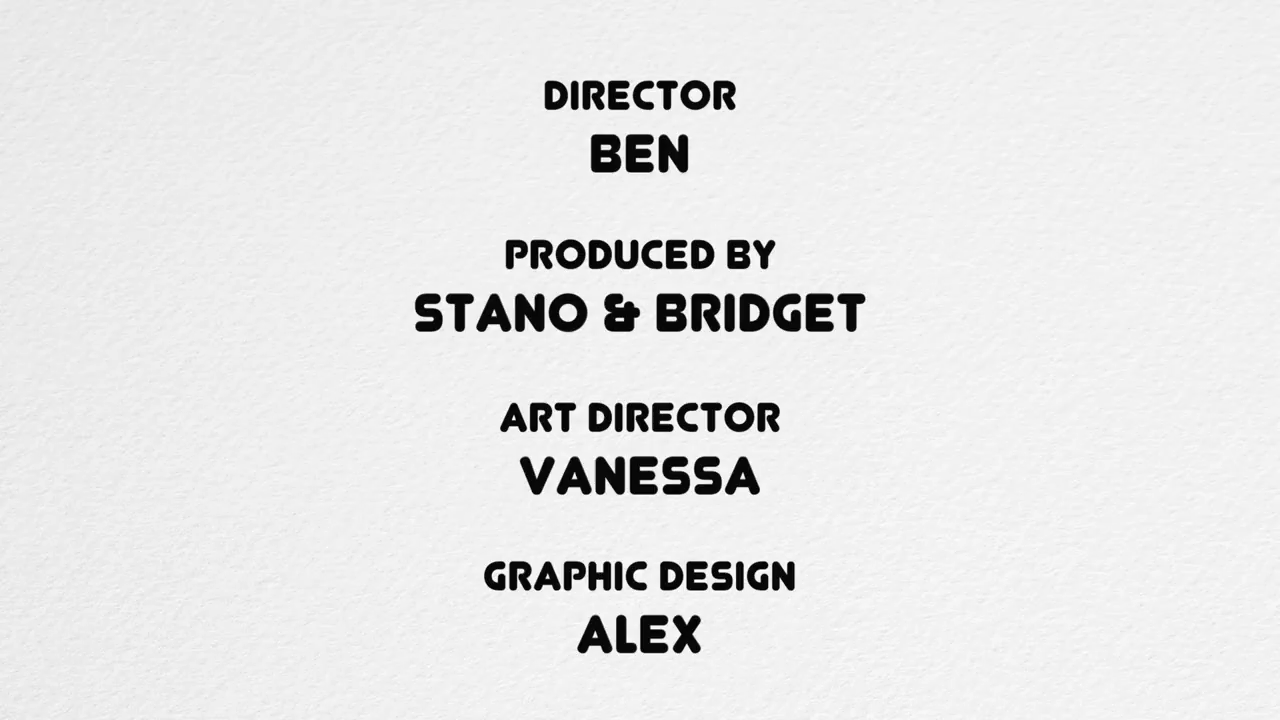 DIRECTOR
BEN
PRODUCED BY
STANO & BRIDGET
ART DIRECTOR
VANESSA
GRAPHIC DESIGN
ALEX